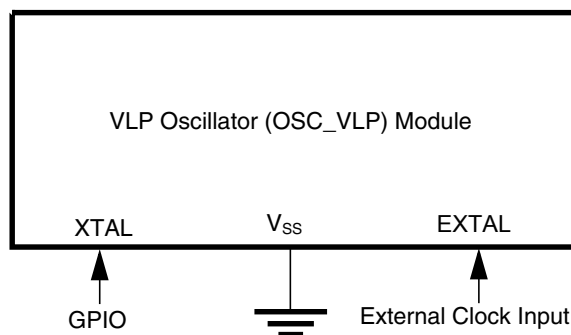 VLP Oscillator (OSC_VLP) Module
XTAL VSS EXTAL
GPIO External Clock Input